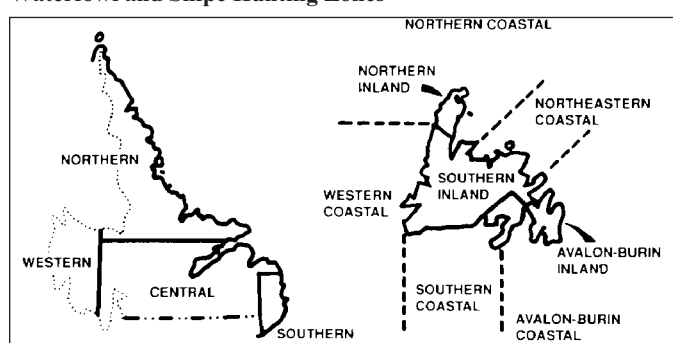 Waterfowl and Snipe Hunting Zones
NORTHERN
WESTERN
CENTRAL
SOUTHERN
NORTHERN COASTAL
NORTHERN
INLAND
NORTHEASTERN
COASTAL
WESTERN
COASTAL
SOUTHERN
INLAND
AVALON-BURIN
INLAND
SOUTHERN
COASTAL
AVALON-BURIN
COASTAL